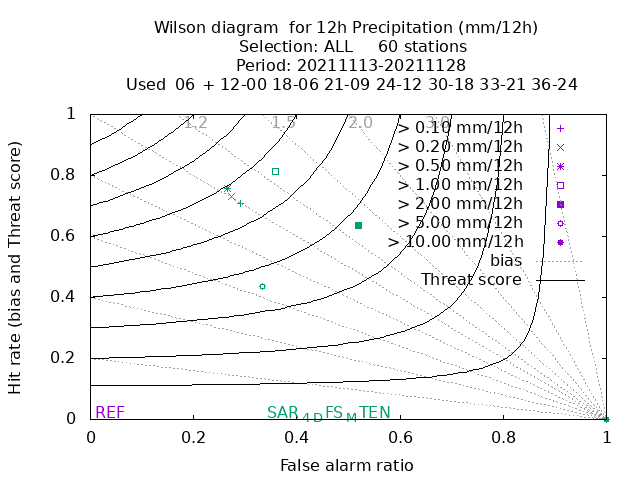 Wilson diagram  for 12h Precipitation (mm/12h)
Selection: ALL     60 stations
Period: 20211113-20211128
Used  06 + 12-00 18-06 21-09 24-12 30-18 33-21 36-24
1.2 1.5 2.0 3.0
> 0.10 mm/12h
> 0.20 mm/12h
> 0.50 mm/12h
> 1.00 mm/12h
> 2.00 mm/12h
> 5.00 mm/12h
> 10.00 mm/12h
bias
Threat score
1
0.8
0.6
0.4
0.2
0
Hit rate (bias and Threat score)
REF SAR4DFSMTEN
0 0.2 0.4 0.6 0.8 1
False alarm ratio